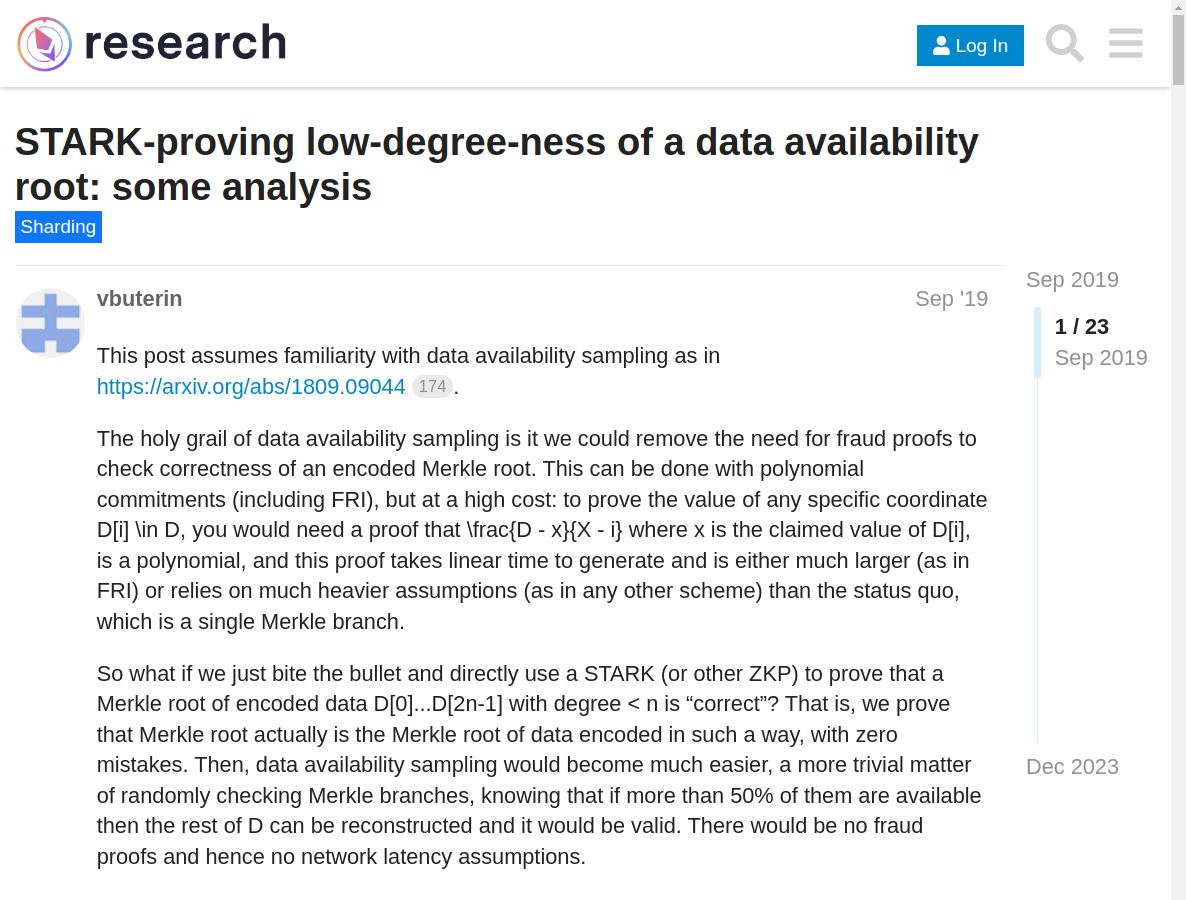 research
Log In
STARK-proving low-degree-ness of a data availability
root: some analysis
Sharding
vbuterin
Sep '19
This post assumes familiarity with data availability sampling as in
https://arxiv.org/abs/1809.09044 174 .
The holy grail of data availability sampling is it we could remove the need for fraud proofs to
check correctness of an encoded Merkle root. This can be done with polynomial
commitments (including FRI), but at a high cost: to prove the value of any specific coordinate
D[i] \in D, you would need a proof that \frac{D - x}{X - i} where x is the claimed value of D[i],
is a polynomial, and this proof takes linear time to generate and is either much larger (as in
FRI) or relies on much heavier assumptions (as in any other scheme) than the status quo,
which is a single Merkle branch.
So what if we just bite the bullet and directly use a STARK (or other ZKP) to prove that a
Merkle root of encoded data D[0]...D[2n-1] with degree < n is “correct”? That is, we prove
that Merkle root actually is the Merkle root of data encoded in such a way, with zero
mistakes. Then, data availability sampling would become much easier, a more trivial matter
of randomly checking Merkle branches, knowing that if more than 50% of them are available
then the rest of D can be reconstructed and it would be valid. There would be no fraud
proofs and hence no network latency assumptions.
Sep 2019
1 / 23
Sep 2019
Dec 2023